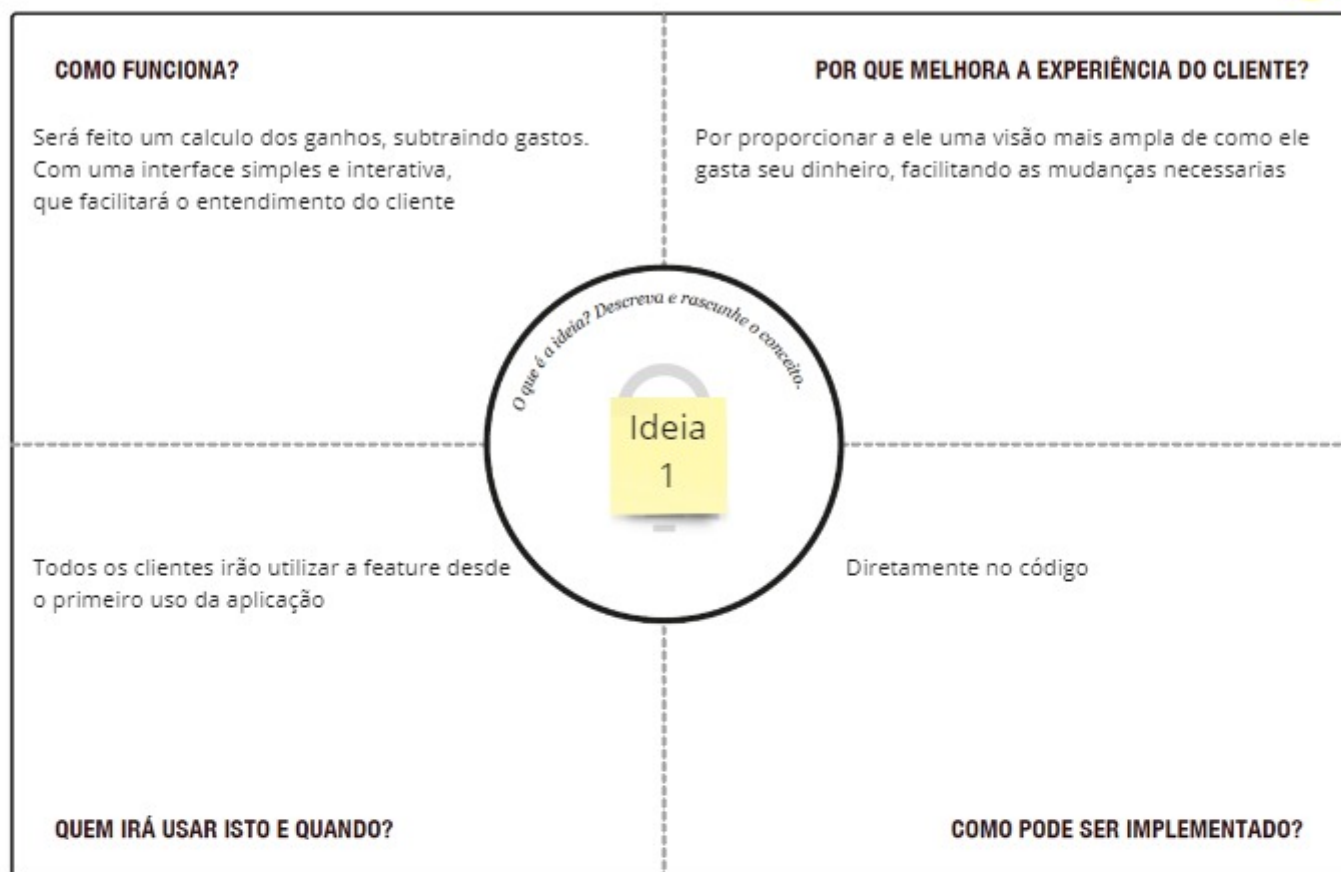 COMO FUNCIONA?
Será feito um calculo dos ganhos, subtraindo gastos.
Com uma interface simples e interativa,
que facilitará o entendimento do cliente
POR QUE MELHORA A EXPERIÊNCIA DO CLIENTE?
Por proporcionar a ele uma visão mais ampla de como ele
gasta seu dinheiro, facilitando as mudanças necessarias
O que é a ideia? Descreva e rascunhe o conceito.
Ideia
1
Todos os clientes irão utilizar a feature desde
o primeiro uso da aplicação
QUEM IRÁ USAR ISTO E QUANDO?
Diretamente no código
COMO PODE SER IMPLEMENTADO?